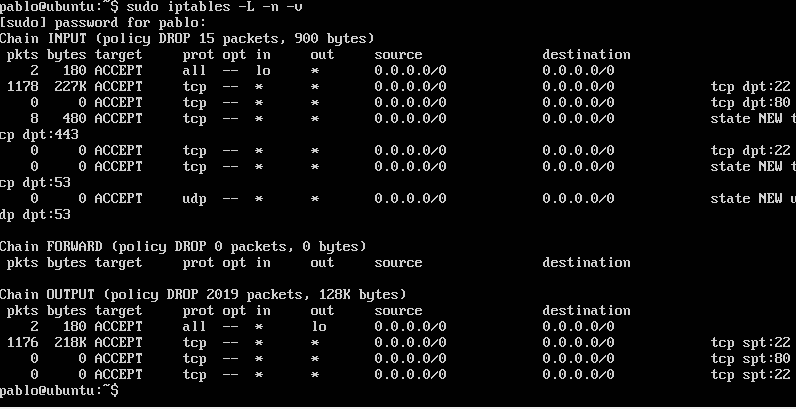 pablo@ubuntu:~$ sudo iptables -L -n -v
[sudo] password for pablo:
Chain INPUT (policy DROP 15 packets, 900 bytes)
 pkts bytes target     prot opt in     out     source               destination
    2   180 ACCEPT     all  --  lo     *       0.0.0.0/0            0.0.0.0/0
 1178  227K ACCEPT     tcp  --  *      *       0.0.0.0/0            0.0.0.0/0            tcp dpt:22
    0     0 ACCEPT     tcp  --  *      *       0.0.0.0/0            0.0.0.0/0            tcp dpt:80
    8   480 ACCEPT     tcp  --  *      *       0.0.0.0/0            0.0.0.0/0            state NEW t
cp dpt:443
    0     0 ACCEPT     tcp  --  *      *       0.0.0.0/0            0.0.0.0/0            tcp dpt:22
    0     0 ACCEPT     tcp  --  *      *       0.0.0.0/0            0.0.0.0/0            state NEW t
cp dpt:53
    0     0 ACCEPT     udp  --  *      *       0.0.0.0/0            0.0.0.0/0            state NEW u
dp dpt:53
Chain FORWARD (policy DROP 0 packets, 0 bytes)
 pkts bytes target     prot opt in     out     source               destination
Chain OUTPUT (policy DROP 2019 packets, 128K bytes)
 pkts bytes target     prot opt in     out     source               destination
    2   180 ACCEPT     all  --  *      lo      0.0.0.0/0            0.0.0.0/0
 1176  218K ACCEPT     tcp  --  *      *       0.0.0.0/0            0.0.0.0/0            tcp spt:22
    0     0 ACCEPT     tcp  --  *      *       0.0.0.0/0            0.0.0.0/0            tcp spt:80
    0     0 ACCEPT     tcp  --  *      *       0.0.0.0/0            0.0.0.0/0            tcp spt:22
pablo@ubuntu:~$